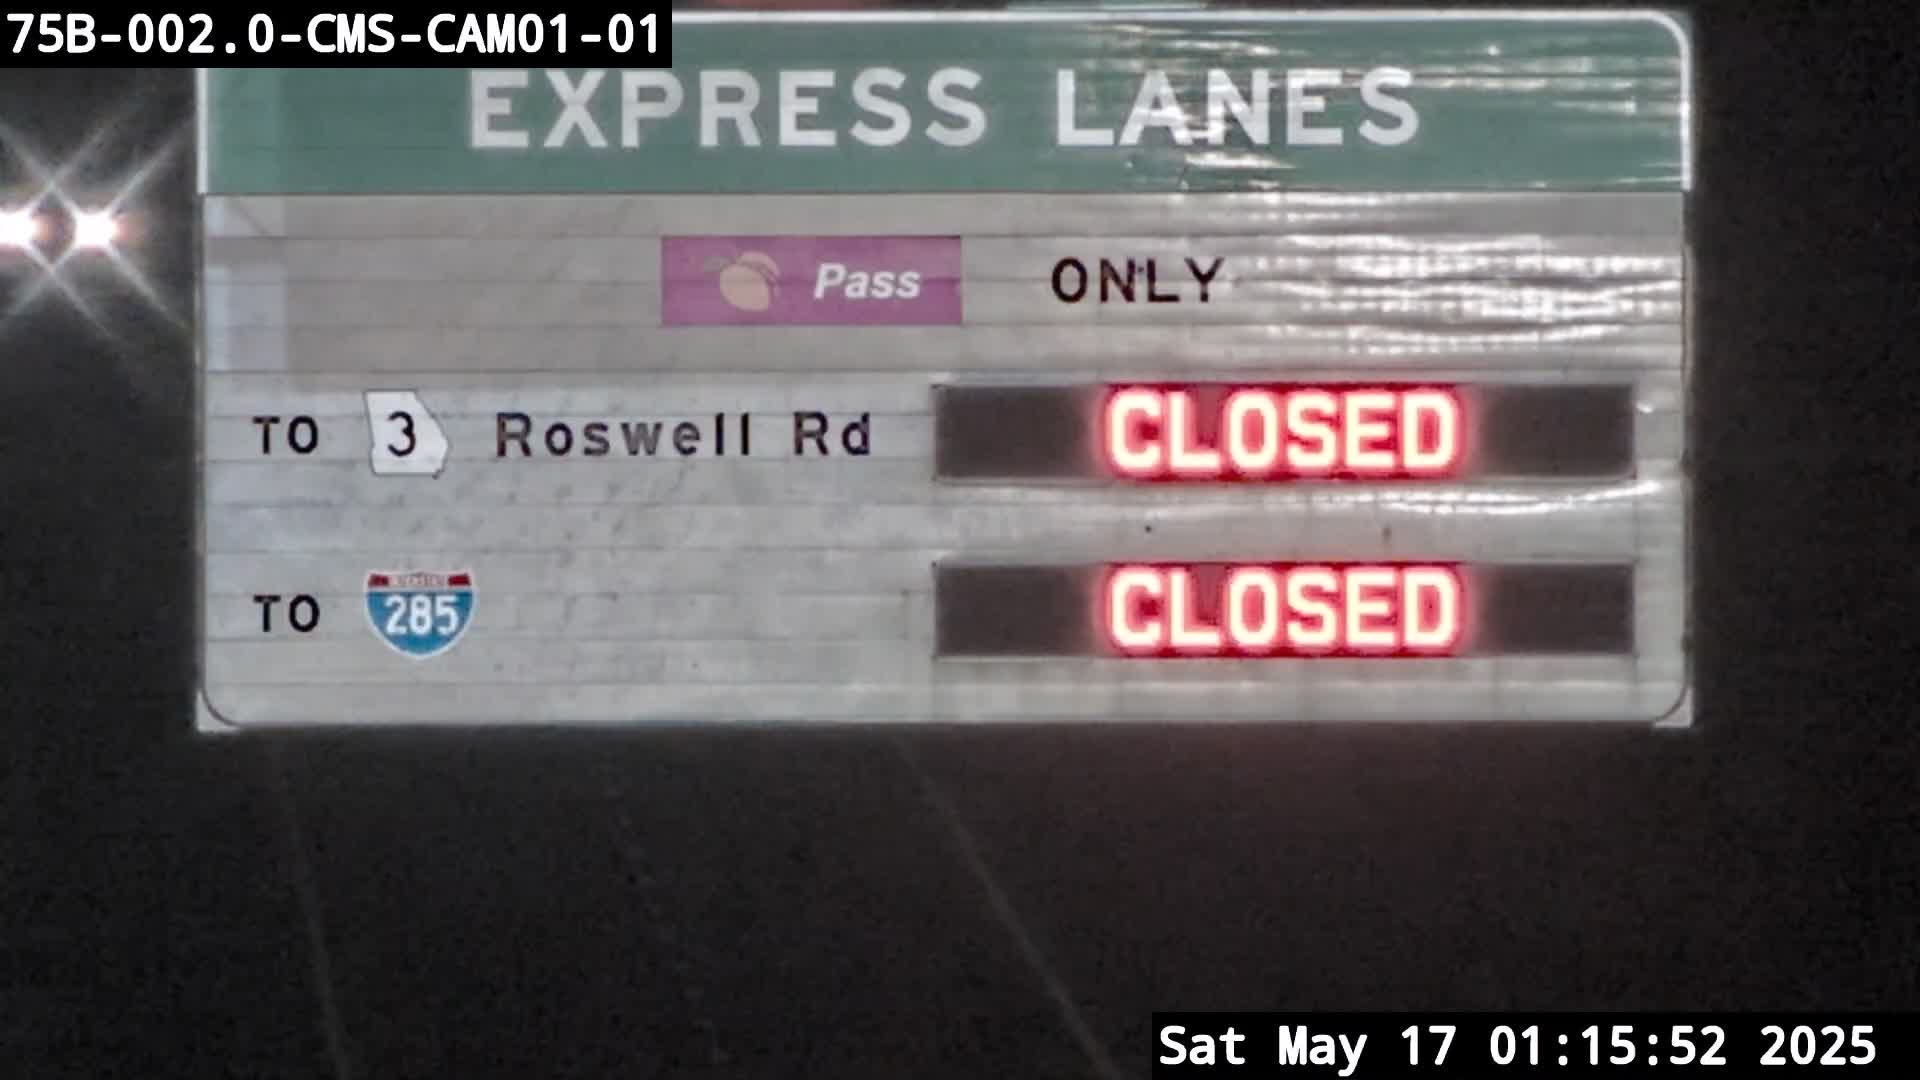 75B-002.0-CMS-CAM01-01
EXPRESS LANES
Pass ONLY
TO 3 Roswell Rd CLOSED
TO 285 CLOSED
Sat May 17 01:15:52 2025